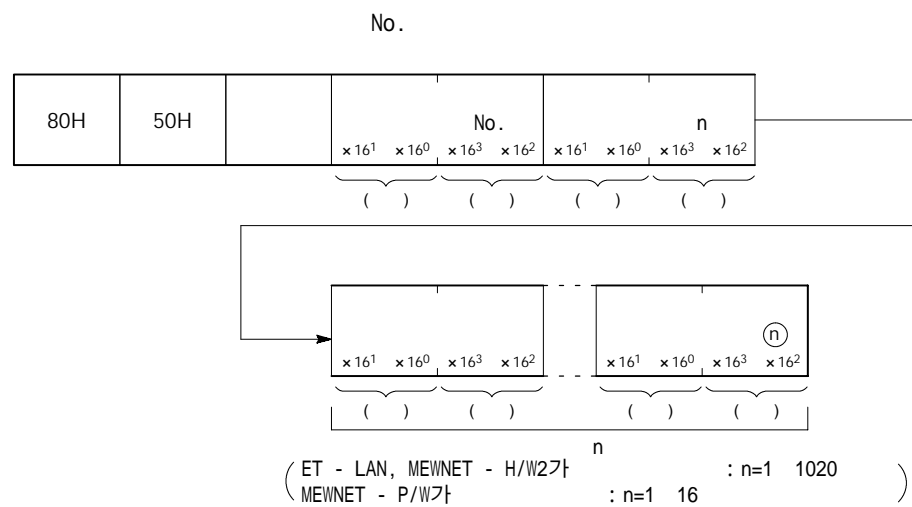 No.
80H 50H No. n
×16¹ ×16⁰ ×16³ ×16² ×16¹ ×16⁰ ×16³ ×16²
( ) ( ) ( ) ( )
ⓝ
×16¹ ×16⁰ ×16³ ×16² ×16¹ ×16⁰ ×16³ ×16²
( ) ( ) ( ) ( )
n
( ET - LAN, MEWNET - H/W2가 : n=1 1020
MEWNET - P/W가 : n=1 16 )